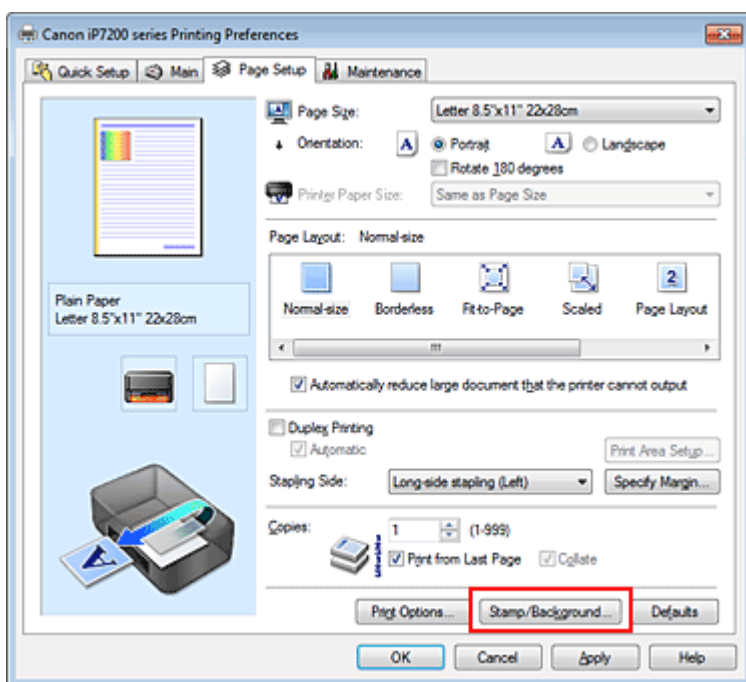 Canon iP7200 series Printing Preferences
Quick Setup Main Page Setup Maintenance
Page Size: Letter 8.5"x11" 22x28cm
Orientation: A Portrait A Landscape
Rotate 180 degrees
Printer Paper Size: Same as Page Size
Page Layout: Normal-size
2
Normal-size Borderless Fit-to-Page Scaled Page Layout
Plain Paper
Letter 8.5"x11" 22x28cm
Automatically reduce large document that the printer cannot output
Duplex Printing
Automatic
Print Area Setup...
Stapling Side: Long-side stapling (Left) Specify Margin...
Copies: 1 (1-999)
Print from Last Page Collate
A
Print Options... Stamp/Background... Defaults
OK Cancel Apply Help